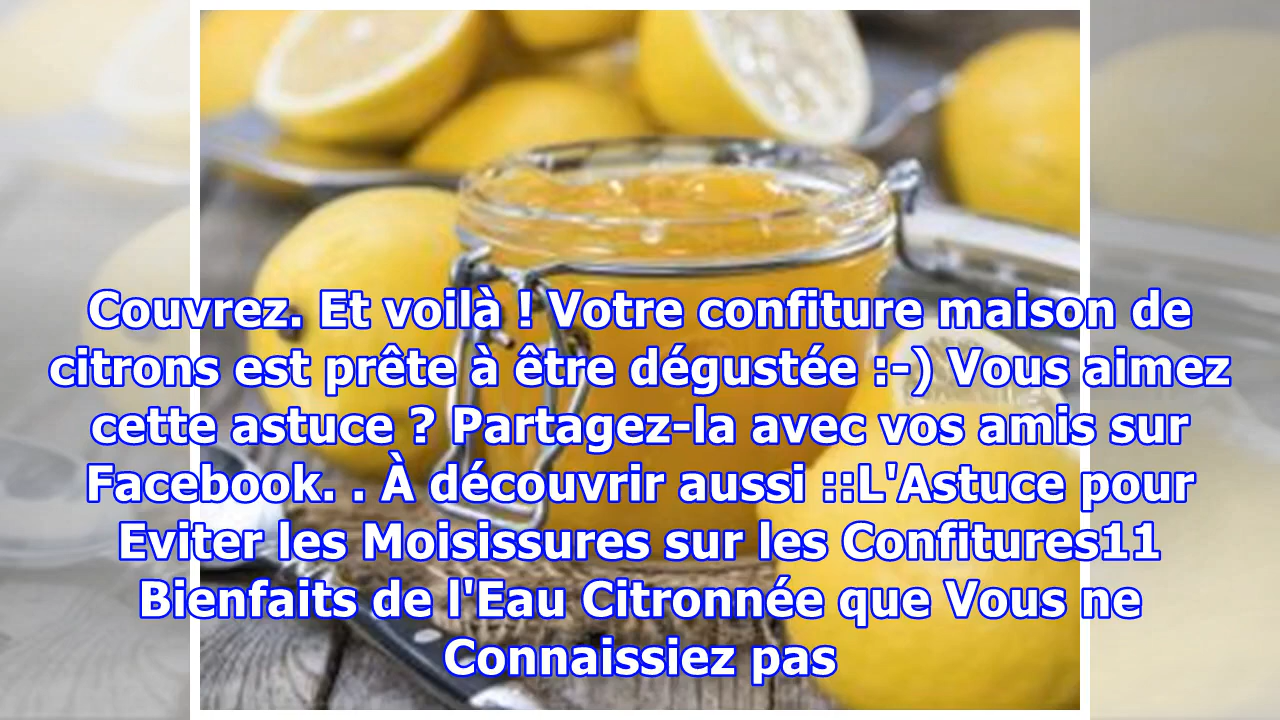 Couvrez. Et voilà ! Votre confiture maison de
citrons est prête à être dégustée :-) Vous aimez
cette astuce ? Partagez-la avec vos amis sur
Facebook. . À découvrir aussi ::L'Astuce pour
Eviter les Moisissures sur les Confitures11
Bienfaits de l'Eau Citronnée que Vous ne
Connaissiez pas